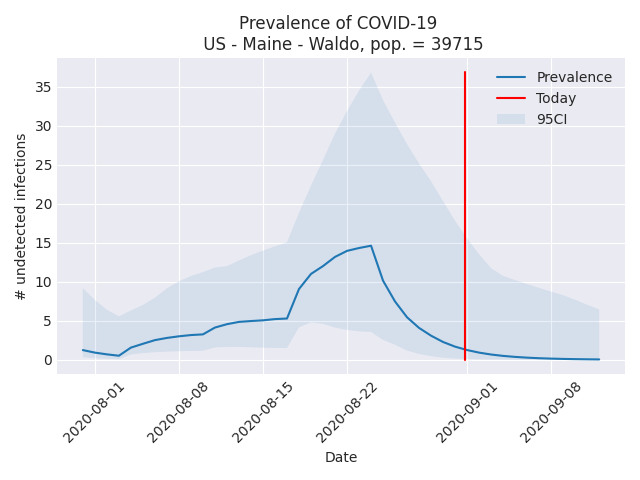 Prevalence of COVID-19
US - Maine - Waldo, pop. = 39715
Prevalence
Today
95CI
# undetected infections
35
30
25
20
15
10
5
0
2020-08-01
2020-08-08
2020-08-15
2020-08-22
2020-09-01
2020-09-08
Date